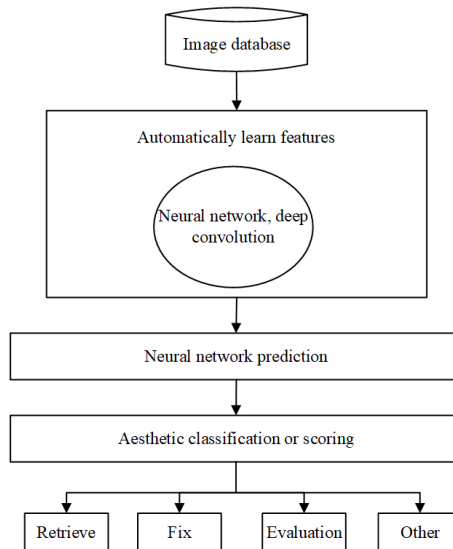 Image database
Automatically learn features
Neural network, deep
convolution
Neural network prediction
Aesthetic classification or scoring
Retrieve
Fix
Evaluation
Other